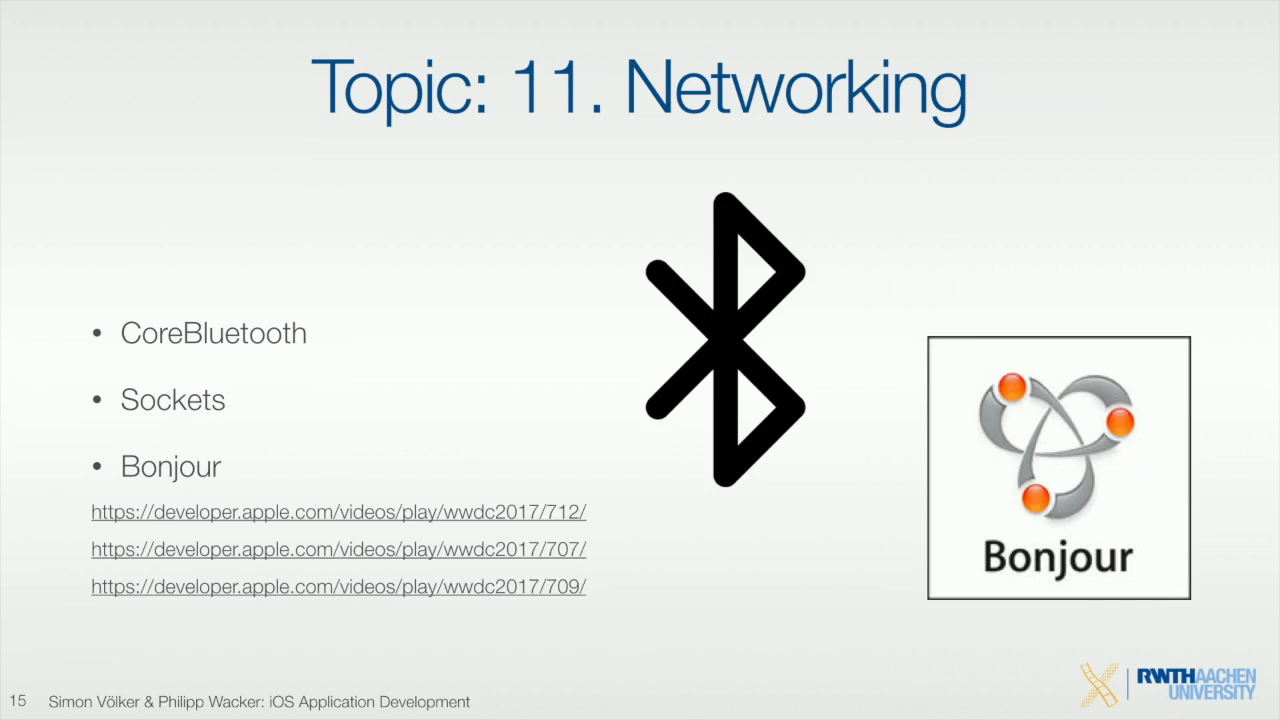 Topic: 11. Networking
• CoreBluetooth
• Sockets
• Bonjour
https://developer.apple.com/videos/play/wwdc2017/712/
https://developer.apple.com/videos/play/wwdc2017/707/
https://developer.apple.com/videos/play/wwdc2017/709/
Bonjour
15 Simon Völker & Philipp Wacker: iOS Application Development
RWTHAACHEN
UNIVERSITY